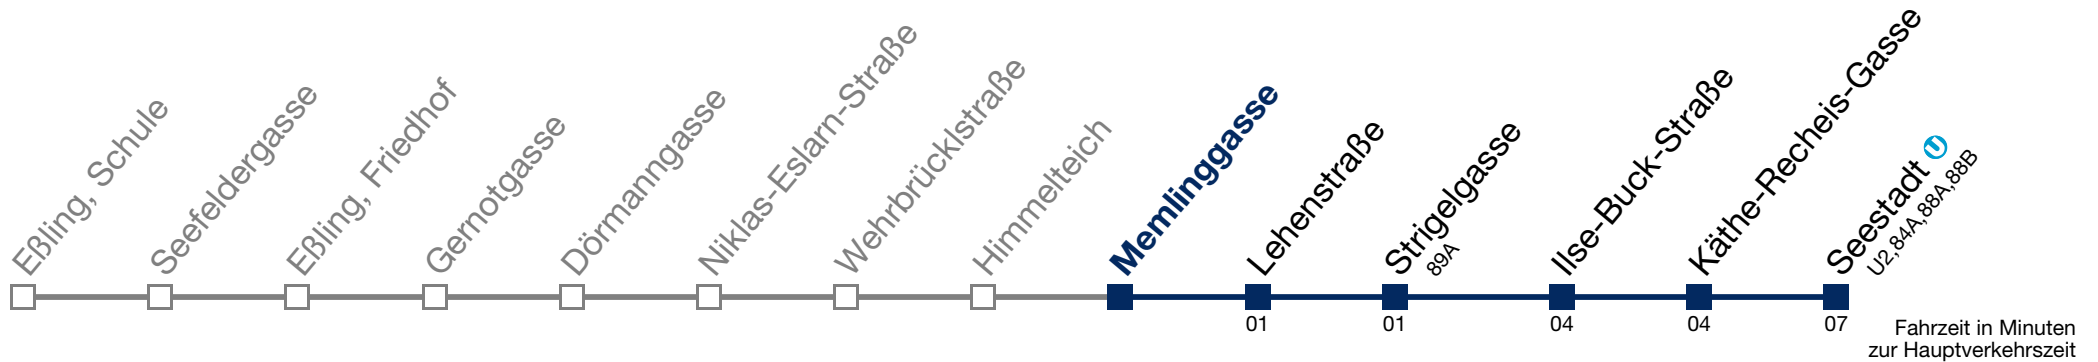 Eßling, Schule
Seefeldergasse
Eßling, Friedhof
Gernotgasse
Dörmanngasse
Niklas-Eslarn-Straße
Wehrbrücklstraße
Himmelteich
Memlinggasse
Lehenstraße
01
Strigelgasse
89A
01
Ilse-Buck-Straße
04
Käthe-Recheis-Gasse
04
Seestadt U
U2,84A,88A,88B
07
Fahrzeit in Minuten
zur Hauptverkehrszeit